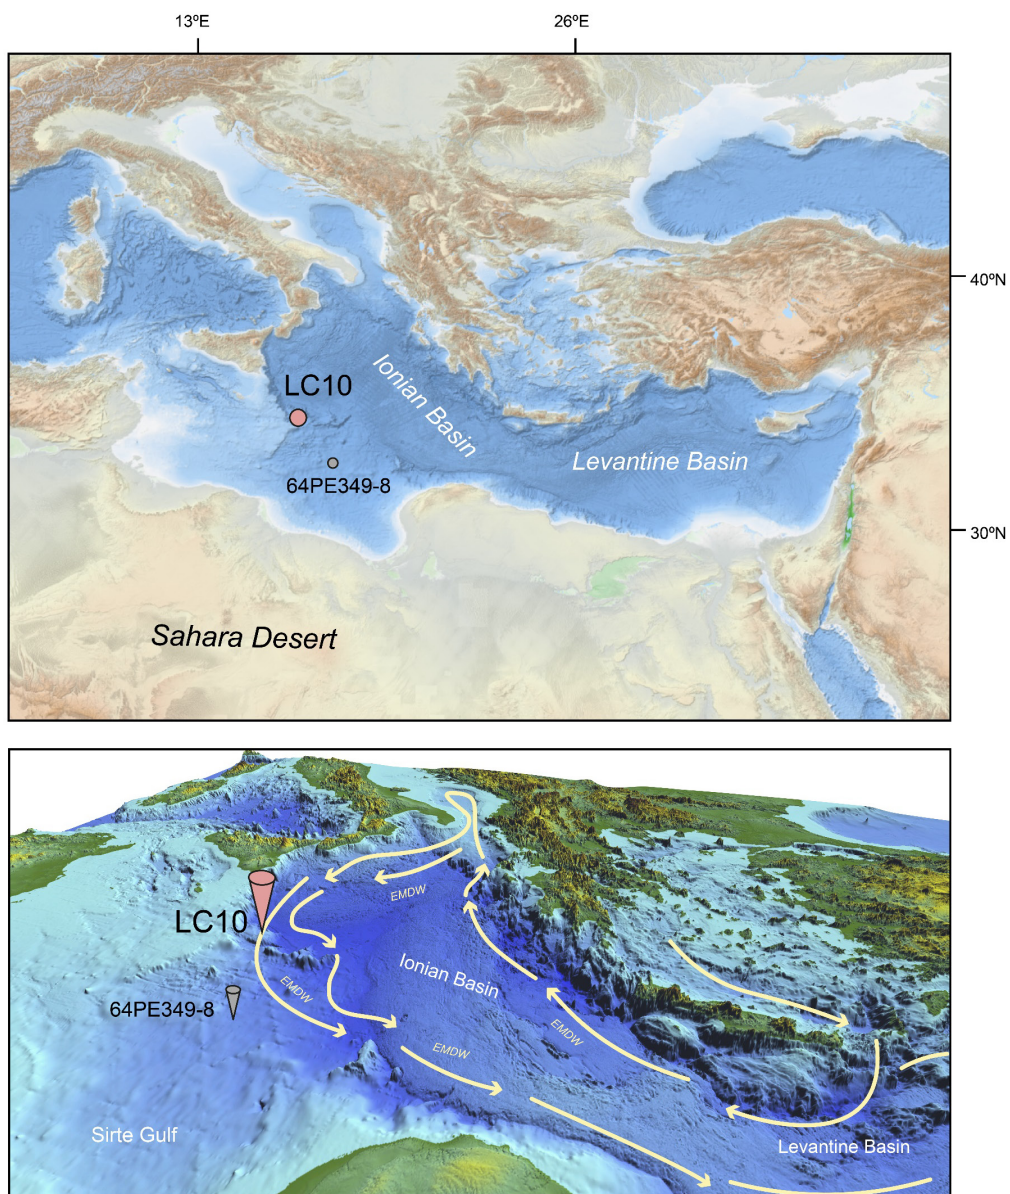 13ºE
26ºE
40ºN
Ionian Basin
LC10
Levantine Basin
64PE349-8
30ºN
Sahara Desert
EMDW
LC10
Ionian Basin
EMDW
64PE349-8
EMDW
EMDW
Sirte Gulf
Levantine Basin